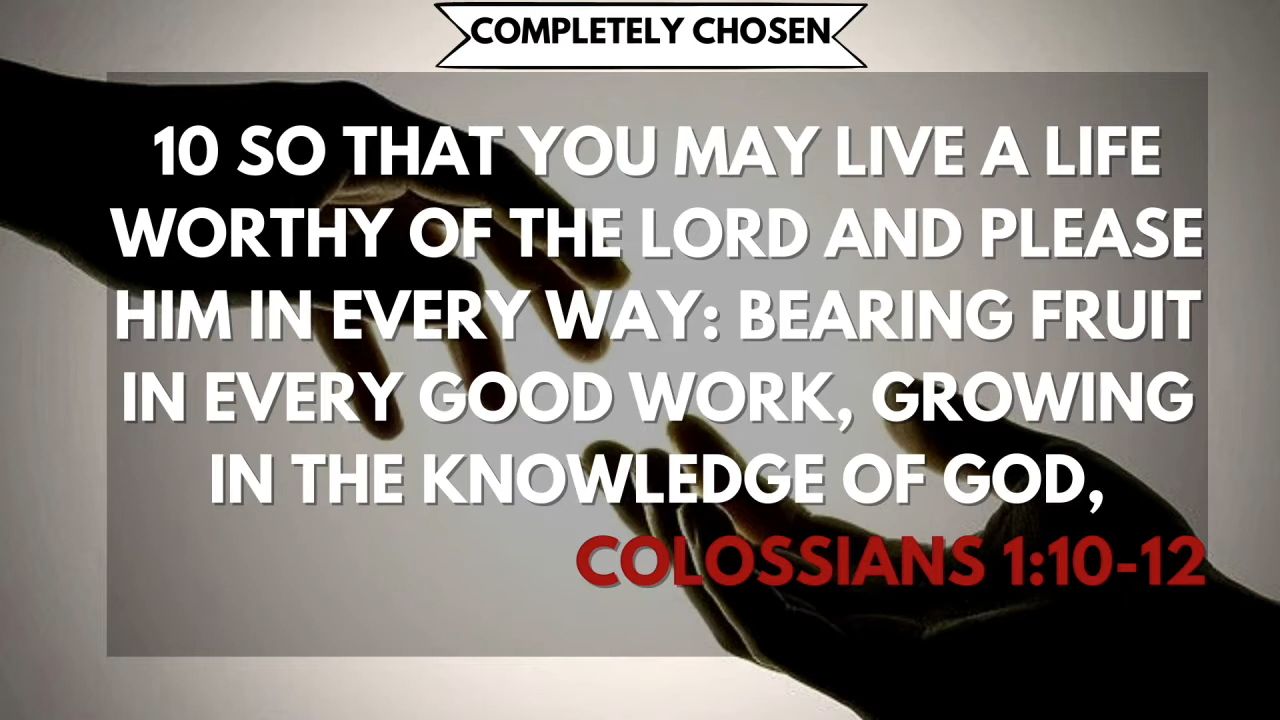 COMPLETELY CHOSEN
10 SO THAT YOU MAY LIVE A LIFE
WORTHY OF THE LORD AND PLEASE
HIM IN EVERY WAY: BEARING FRUIT
IN EVERY GOOD WORK, GROWING
IN THE KNOWLEDGE OF GOD,
COLOSSIANS 1:10-12